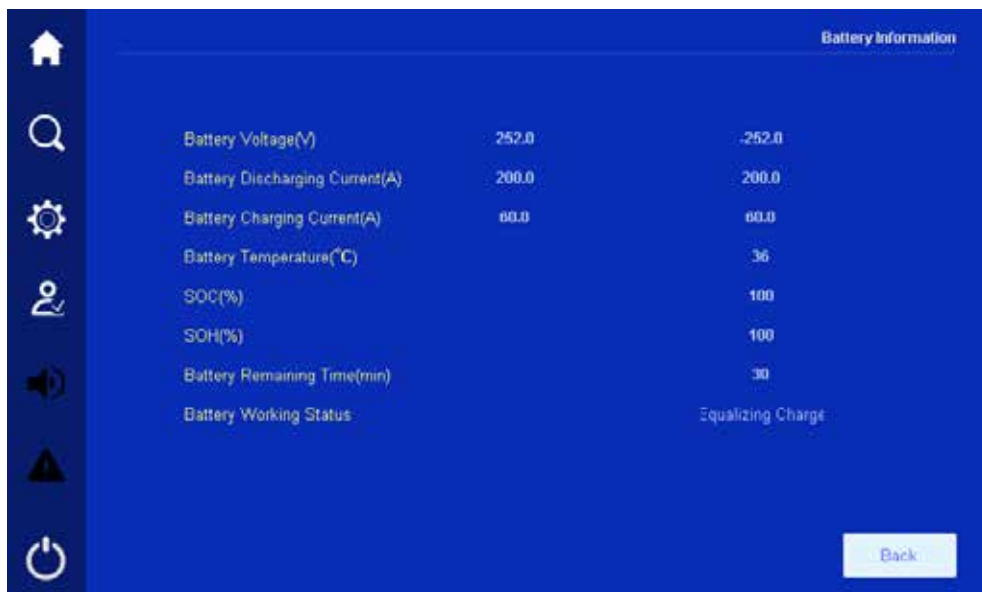 Battery Information
Battery Voltage(V) 252.0 -252.0
Battery Discharging Current(A) 200.0 200.0
Battery Charging Current(A) 60.0 60.0
Battery Temperature(°C) 36
SOC(%) 100
SOH(%) 100
Battery Remaining Time(min) 30
Battery Working Status Equalizing Charge
Back